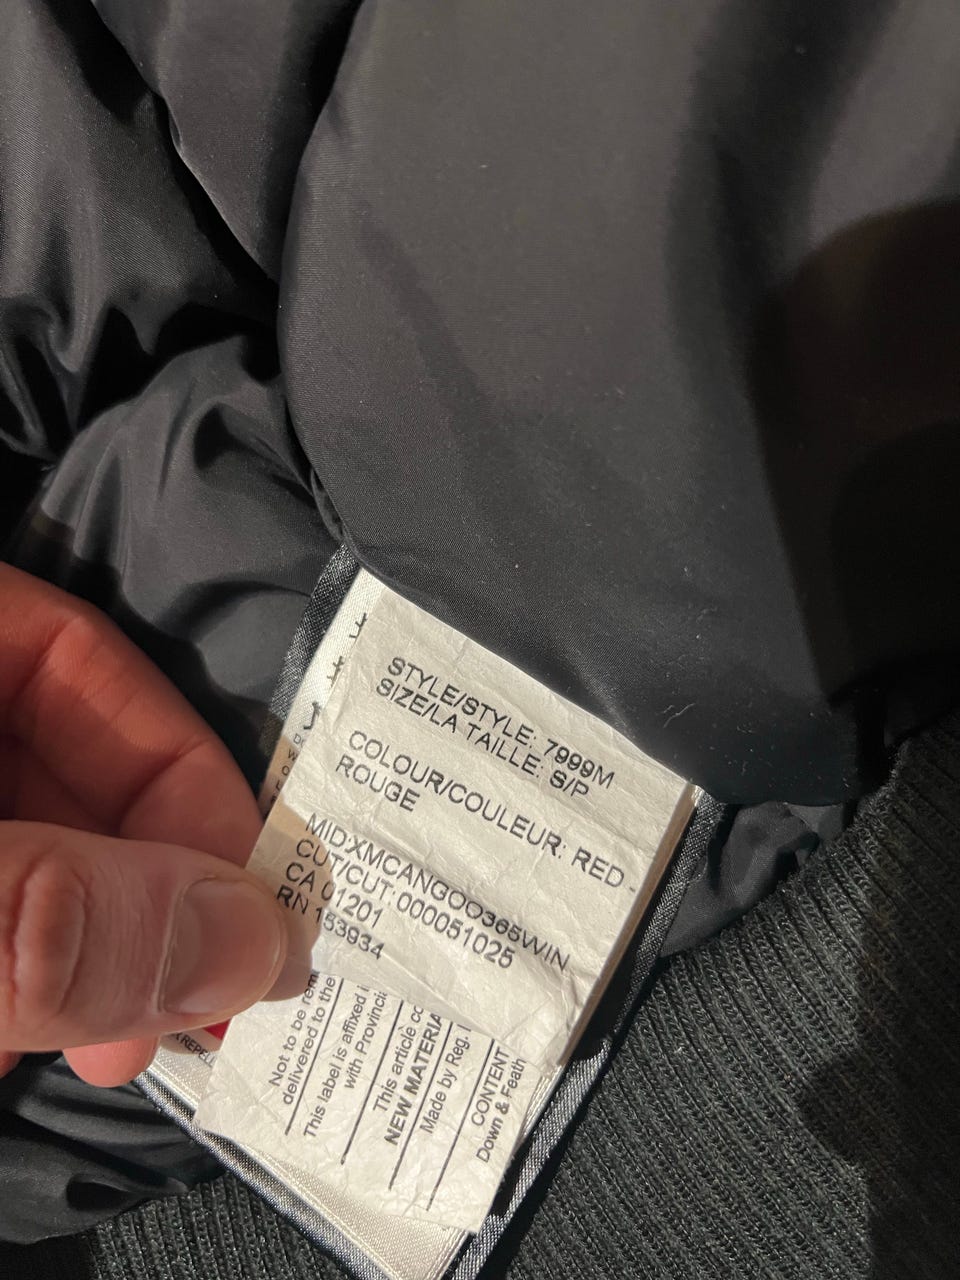 STYLE/STYLE: 7999M
SIZE/LA TAILLE: S/P
COLOUR/COULEUR: RED -
ROUGE
MID:XMCANGOO365WIN
CUT/CUT:000051025
CA 01201
RN 153934
Not to be rem
delivered to the
This label is affixed i
with Provincia
This article co
NEW MATERIA
Made by Reg.
CONTENT
Down & Feath
REPELL